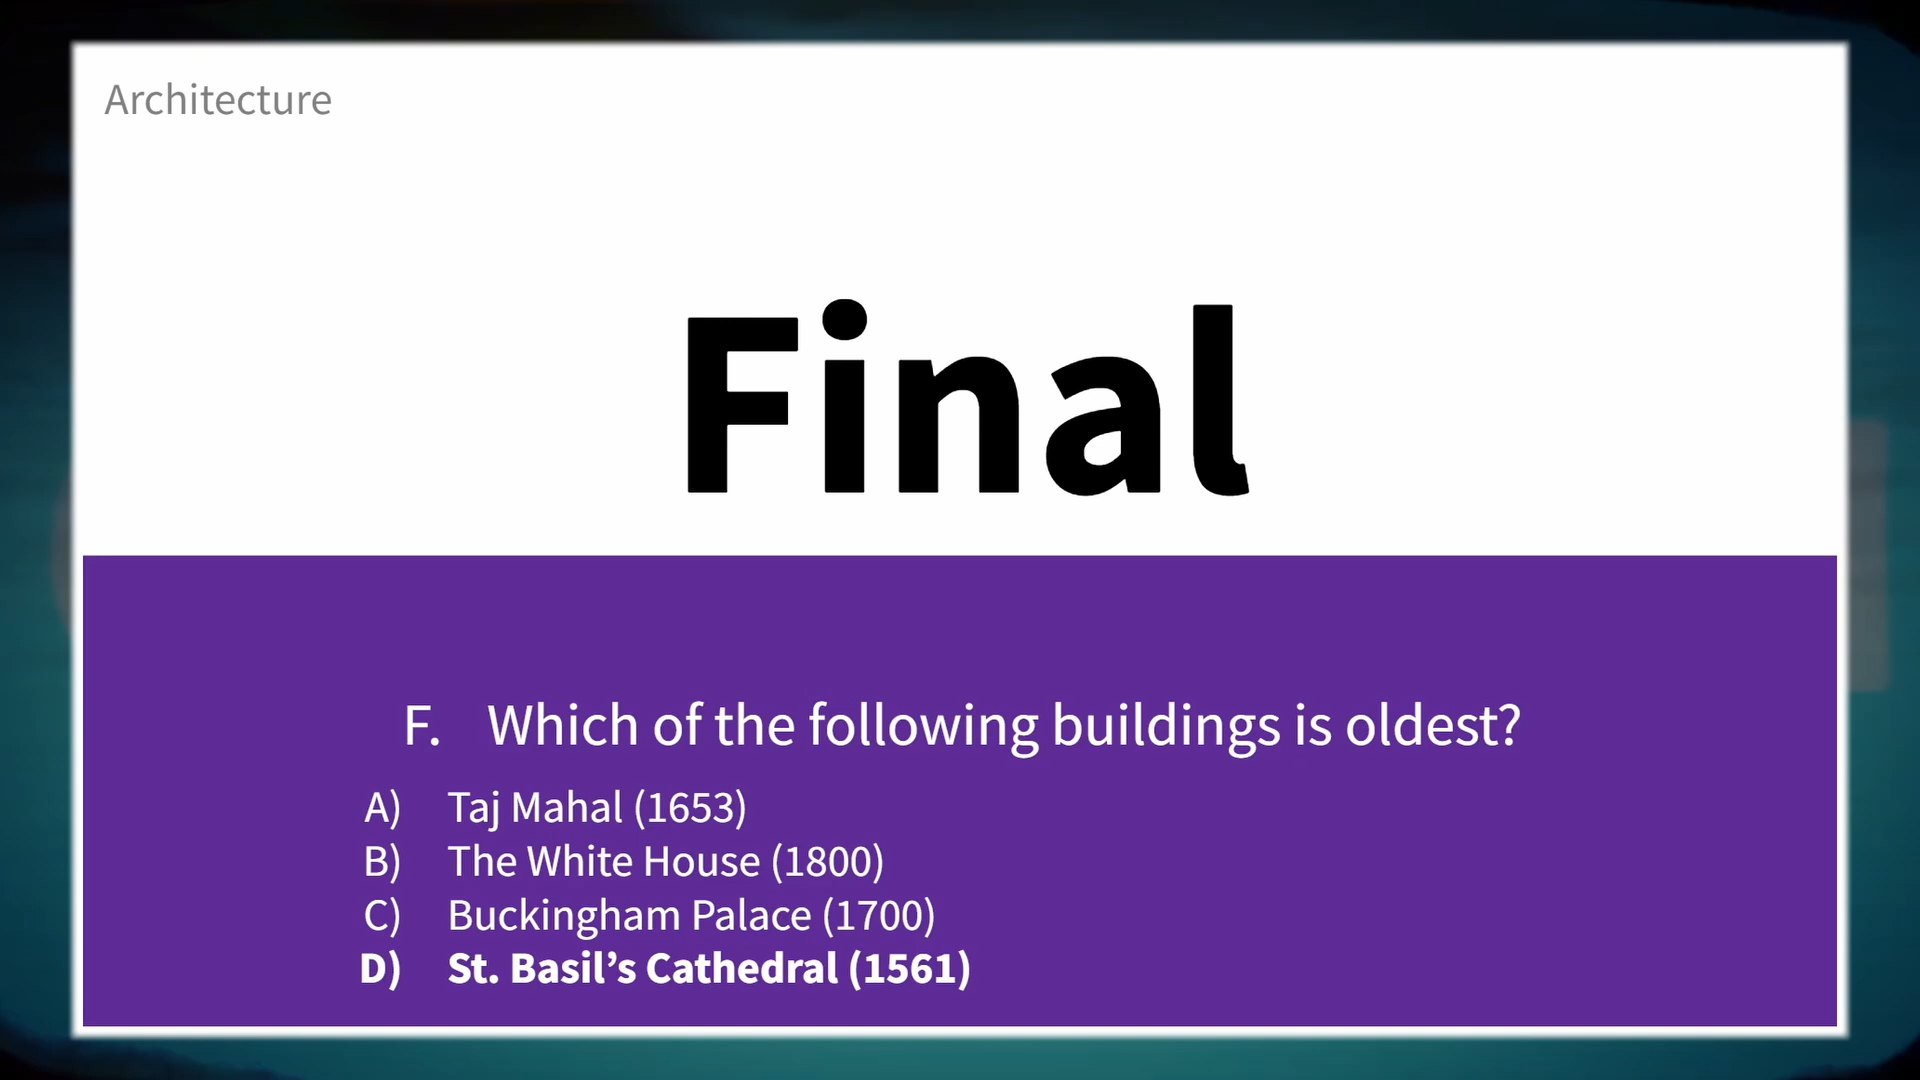 Architecture
Final
F. Which of the following buildings is oldest?
A) Taj Mahal (1653)
B) The White House (1800)
C) Buckingham Palace (1700)
D) St. Basil’s Cathedral (1561)